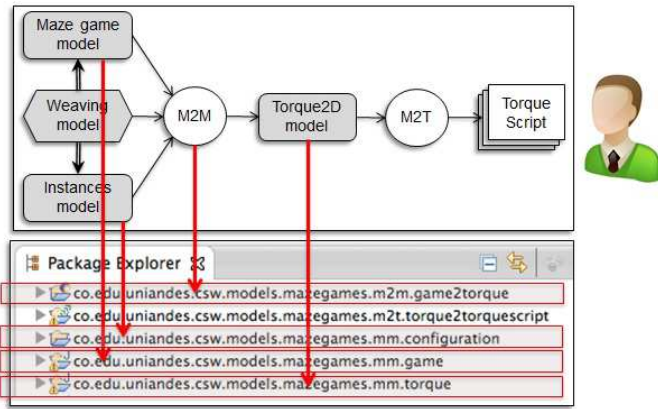 Maze game
model
Weaving
model
Instances
model
M2M
Torque2D
model
M2T
Torque
Script
Package Explorer
co.edu.uniandes.csw.models.mazegames.m2m.game2torque
co.edu.uniandes.csw.models.mazegames.m2t.torque2torquescript
co.edu.uniandes.csw.models.mazegames.mm.configuration
co.edu.uniandes.csw.models.mazegames.mm.game
co.edu.uniandes.csw.models.mazegames.mm.torque